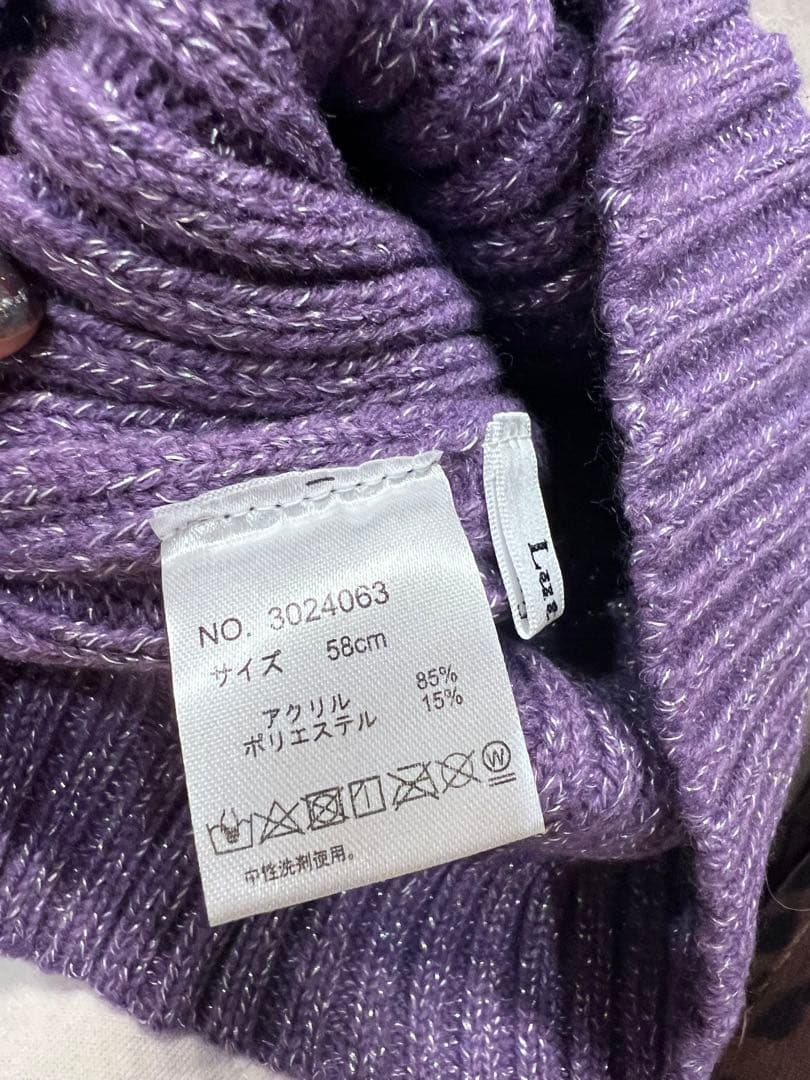 NO. 3024063
サイズ 58cm
アクリル 85%
ポリエステル 15%
W
巾性洗剤使用。